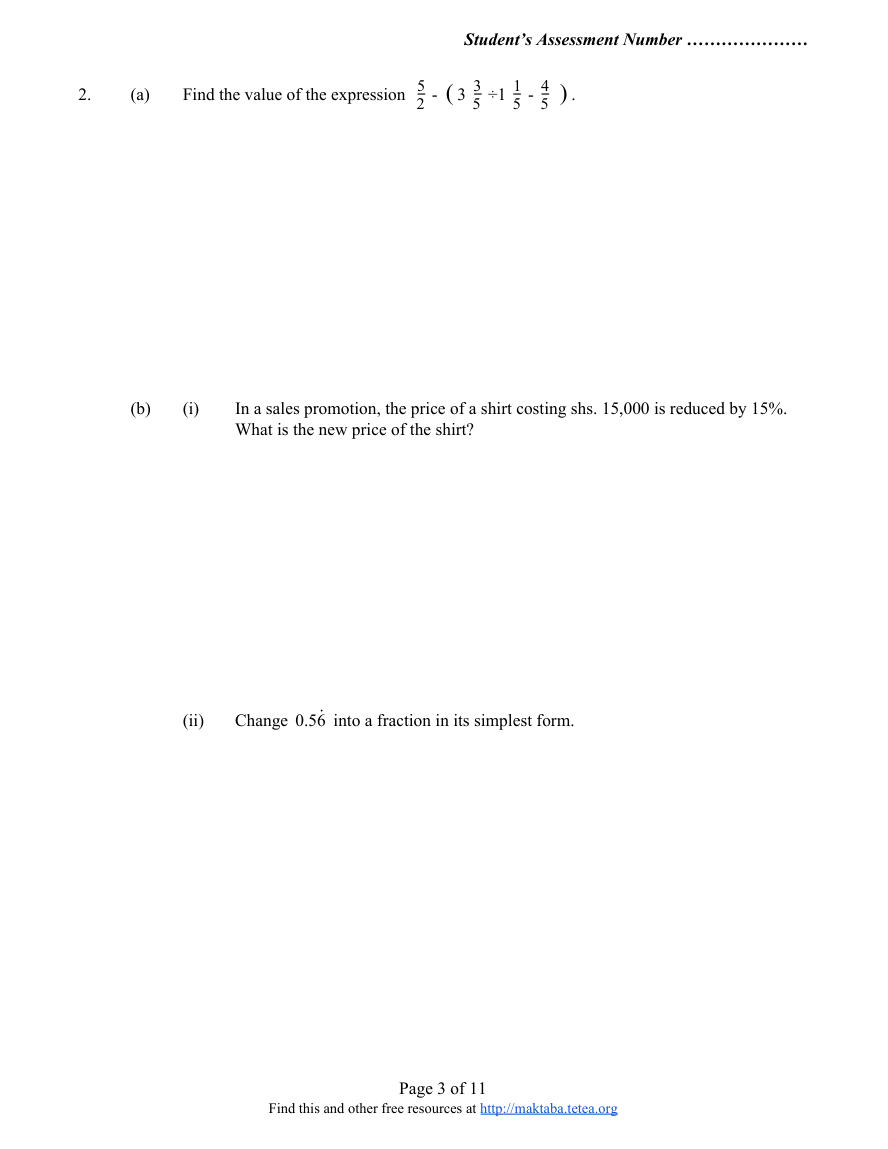 Student’s Assessment Number …………………
2. (a) Find the value of the expression 5/2 - ( 3 3/5 ÷1 1/5 - 4/5 ) .
(b) (i) In a sales promotion, the price of a shirt costing shs. 15,000 is reduced by 15%.
What is the new price of the shirt?
(ii) Change 0.56̇ into a fraction in its simplest form.
Page 3 of 11
Find this and other free resources at http://maktaba.tetea.org